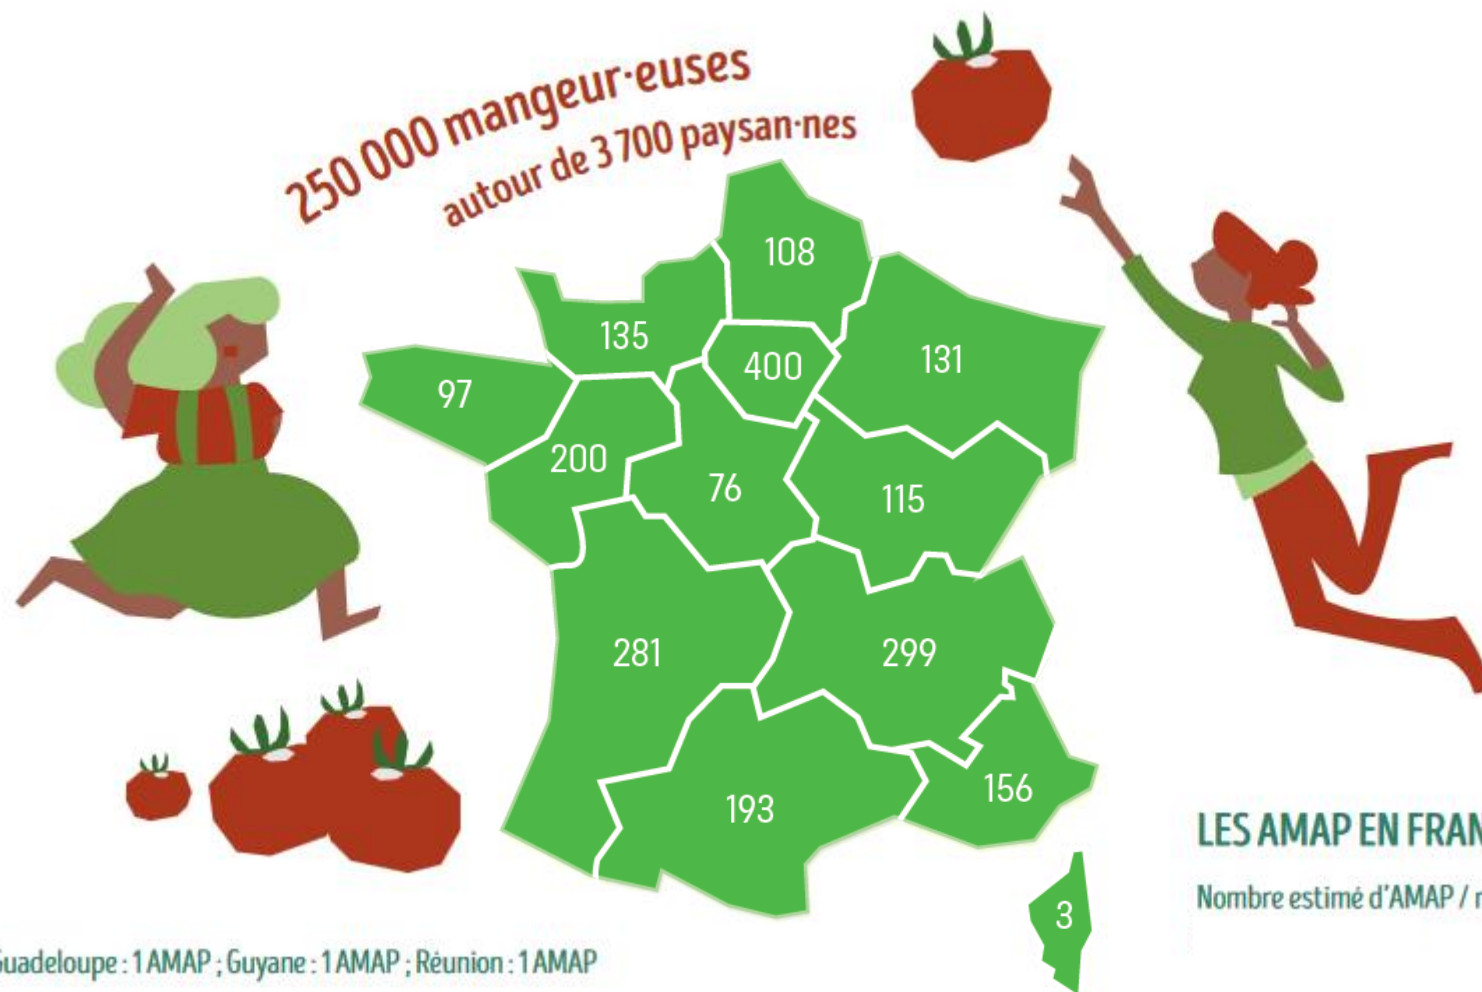 250 000 mangeur·euses
autour de 3 700 paysan·nes
108
135
400
131
97
200
76
115
281
299
193
156
3
LES AMAP EN FRAN
Nombre estimé d'AMAP / r
Guadeloupe : 1 AMAP ; Guyane : 1 AMAP ; Réunion : 1 AMAP